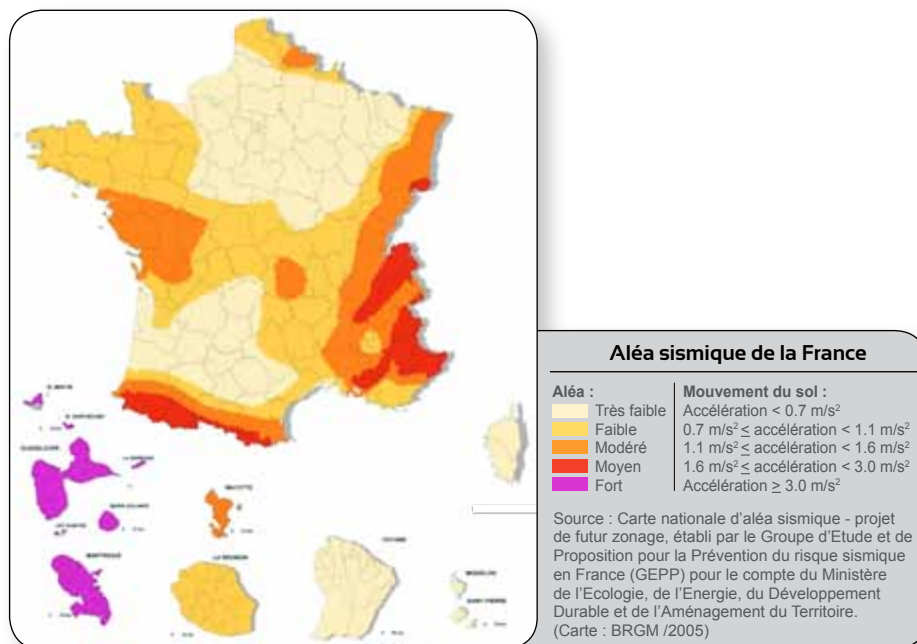 GUADELOUPE
MARTINIQUE
MAYOTTE
LA REUNION
GUYANE
MIQUELON
SAINT-PIERRE
Aléa sismique de la France
Aléa : Mouvement du sol :
Très faible Accélération < 0.7 m/s²
Faible 0.7 m/s² ≤ accélération < 1.1 m/s²
Modéré 1.1 m/s² ≤ accélération < 1.6 m/s²
Moyen 1.6 m/s² ≤ accélération < 3.0 m/s²
Fort Accélération ≥ 3.0 m/s²
Source : Carte nationale d’aléa sismique - projet
de futur zonage, établi par le Groupe d’Etude et de
Proposition pour la Prévention du risque sismique
en France (GEPP) pour le compte du Ministère
de l’Ecologie, de l’Energie, du Développement
Durable et de l’Aménagement du Territoire.
(Carte : BRGM /2005)